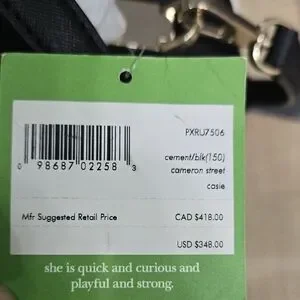 PXRU7506
0 98687 02258 3
cement/blk(150)
cameron street
casie
Mfr Suggested Retail Price CAD $418.00
USD $348.00
she is quick and curious and
playful and strong.